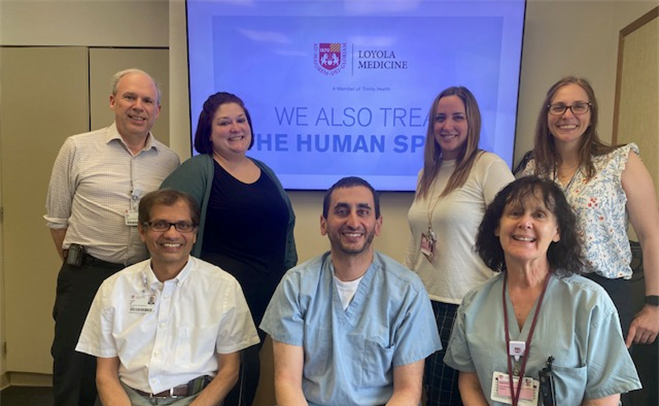 LOYOLA
MEDICINE
A Member of Trinity Health
WE ALSO TREA
HE HUMAN SP